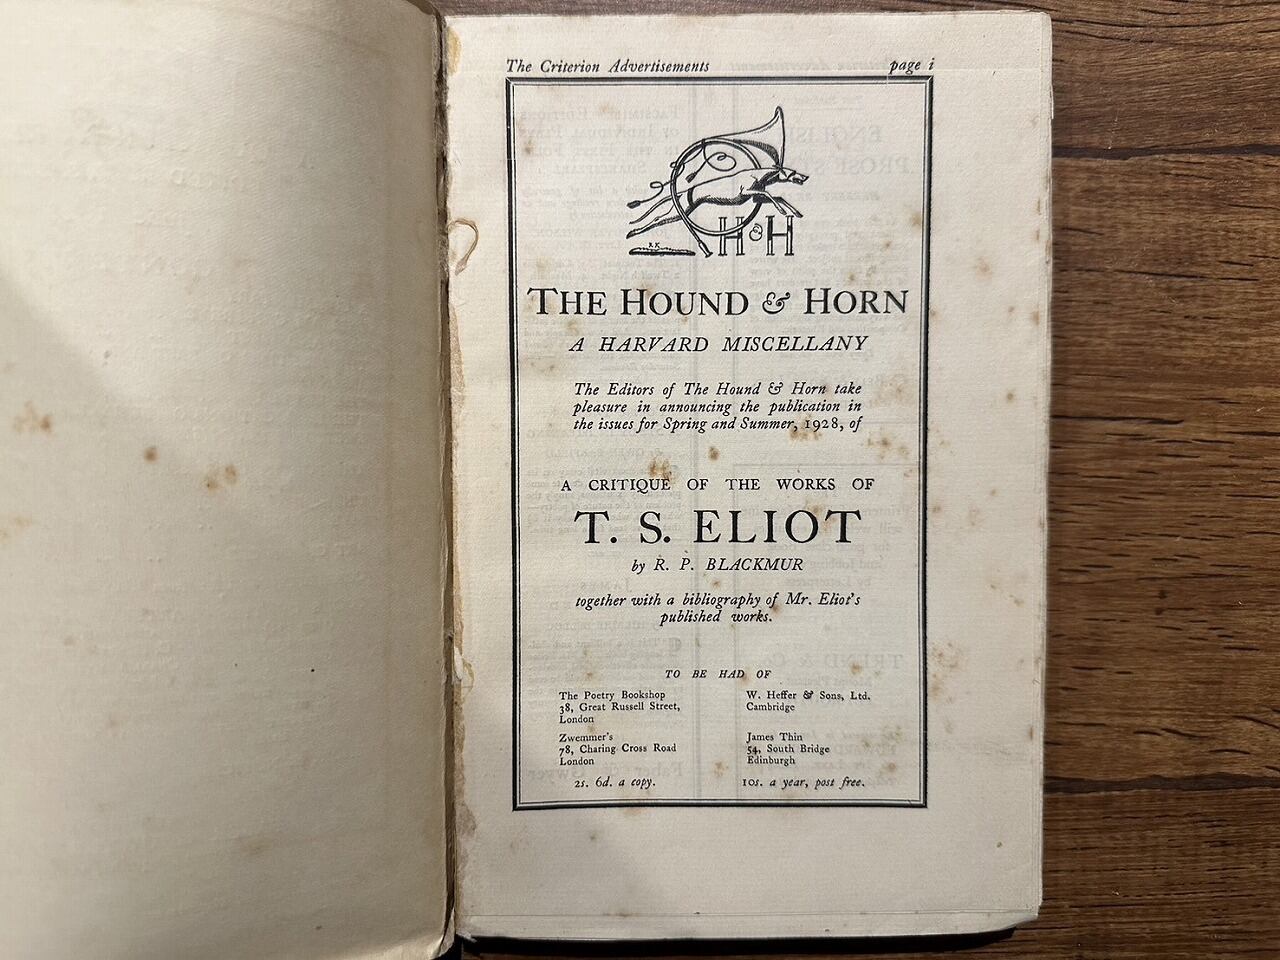 The Criterion Advertisements page i
RK
H&H
THE HOUND & HORN
A HARVARD MISCELLANY
The Editors of The Hound & Horn take
pleasure in announcing the publication in
the issues for Spring and Summer, 1928, of
A CRITIQUE OF THE WORKS OF
T. S. ELIOT
by R. P. BLACKMUR
together with a bibliography of Mr. Eliot's
published works.
TO BE HAD OF
The Poetry Bookshop
38, Great Russell Street,
London
Zwemmer's
78, Charing Cross Road
London
2s. 6d. a copy.
W. Heffer & Sons, Ltd.
Cambridge
James Thin
54, South Bridge
Edinburgh
10s. a year, post free.